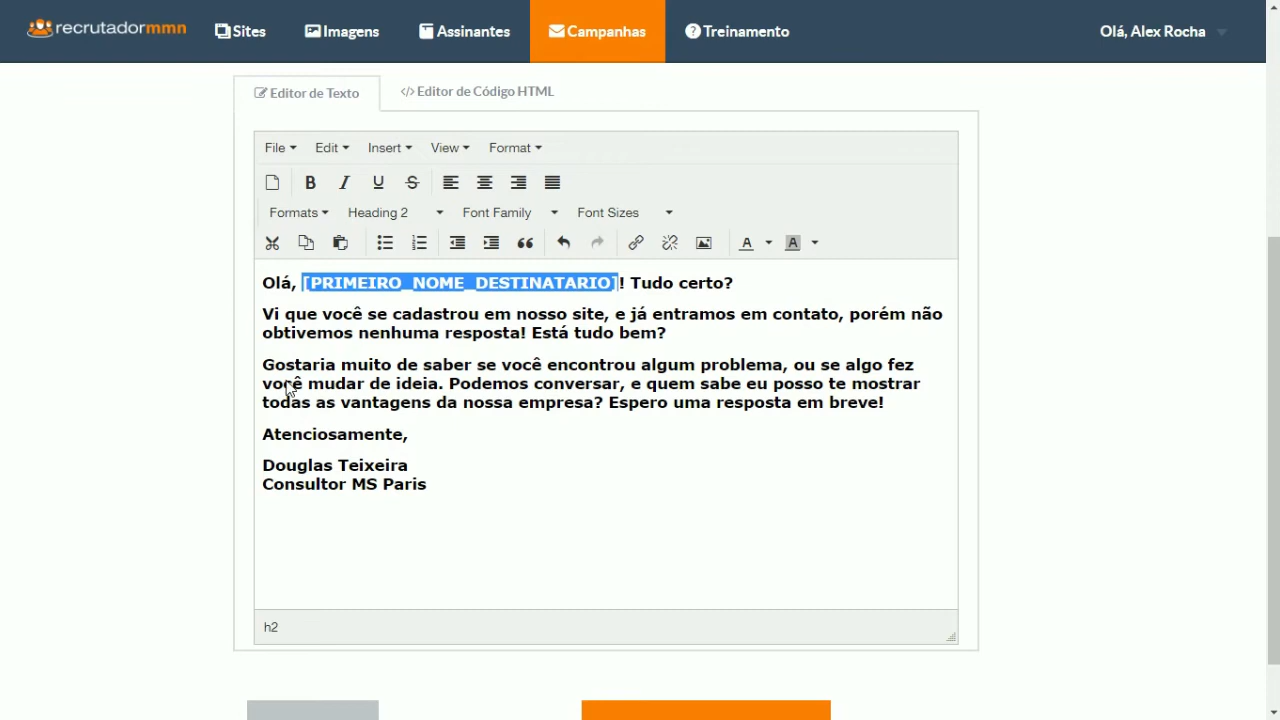 recrutadormmn Sites Imagens Assinantes Campanhas ? Treinamento Olá, Alex Rocha
Editor de Texto </> Editor de Código HTML
File Edit Insert View Format
B I U S
Formats Heading 2 Font Family Font Sizes
A A
Olá, [PRIMEIRO_NOME_DESTINATARIO]! Tudo certo?
Vi que você se cadastrou em nosso site, e já entramos em contato, porém não
obtivemos nenhuma resposta! Está tudo bem?
Gostaria muito de saber se você encontrou algum problema, ou se algo fez
você mudar de ideia. Podemos conversar, e quem sabe eu posso te mostrar
todas as vantagens da nossa empresa? Espero uma resposta em breve!
Atenciosamente,
Douglas Teixeira
Consultor MS Paris
h2